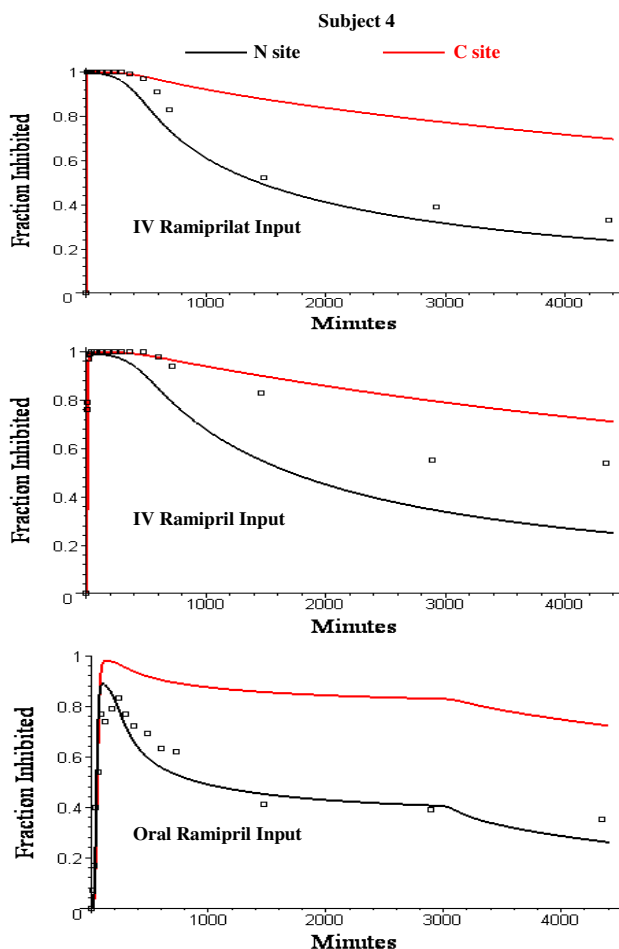 Subject 4
N site C site
Fraction Inhibited
1
0.8
0.6
0.4
0.2
0
IV Ramiprilat Input
1000 2000 3000 4000
Minutes
Fraction Inhibited
1
0.8
0.6
0.4
0.2
0
IV Ramipril Input
1000 2000 3000 4000
Minutes
Fraction Inhibited
1
0.8
0.6
0.4
0.2
0
Oral Ramipril Input
1000 2000 3000 4000
Minutes